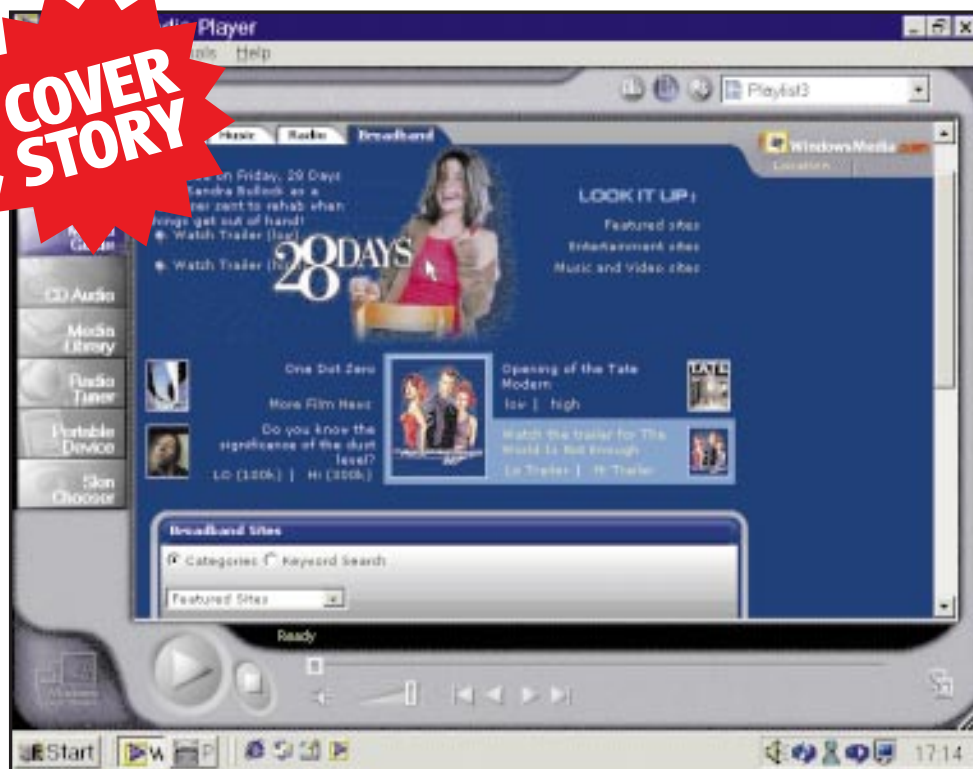 COVER
STORY
Player
Help
Playlist3
Music
Radio
Broadband
WindowsMedia.com
Location
on Friday, 28 Days
Sandra Bullock as a
sent to rehab when
things get out of hand!
Watch Trailer (low)
Watch Trailer
28DAYS
LOOK IT UP:
Featured sites
Entertainment sites
Music and Video sites
CD Audio
Media
Library
Radio
Tuner
Portable
Device
Skin
Chooser
One Dot Zero
More Film News
Do you know the
significance of the dust
level?
LO (100k) | HI (300k)
Opening of the Tate
Modern
low | high
TATE
Watch the trailer for The
World Is Not Enough
Lo Trailer | Hi Trailer
Broadband Sites
Categories Keyword Search
Featured Sites
Ready
Start
W
P
17:14